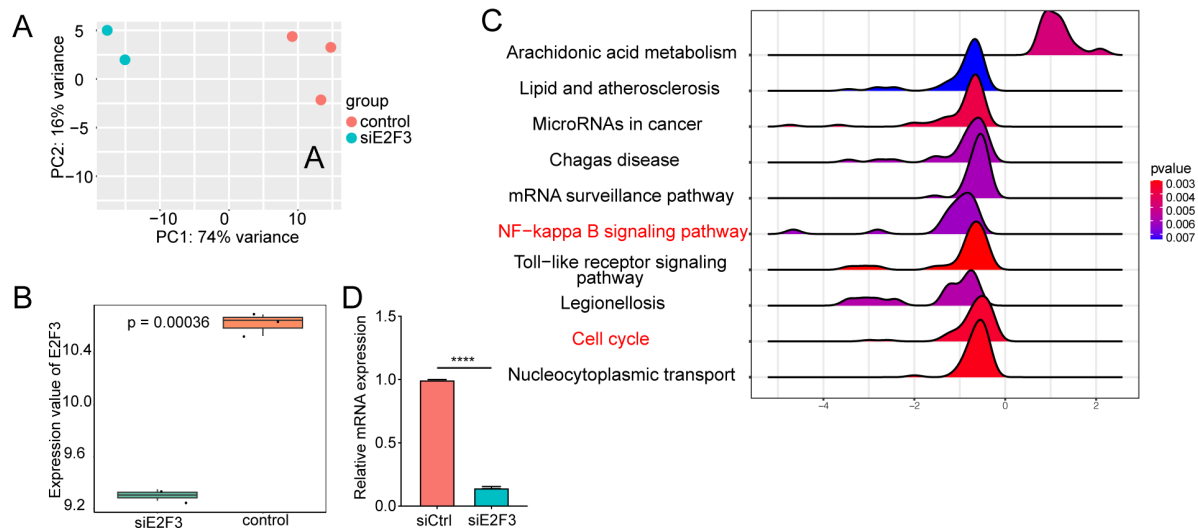 A
5
0
−5
−10
PC2: 16% variance
−10
0
10
PC1: 74% variance
group
control
siE2F3
A
B
Expression value of E2F3
10.4
10.0
9.6
9.2
p = 0.00036
siE2F3
control
C
Arachidonic acid metabolism
Lipid and atherosclerosis
MicroRNAs in cancer
Chagas disease
mRNA surveillance pathway
NF−kappa B signaling pathway
Toll−like receptor signaling
pathway
Legionellosis
Cell cycle
Nucleocytoplasmic transport
−4
−2
0
2
pvalue
0.003
0.004
0.005
0.006
0.007
D
Relative mRNA expression
1.5
1.0
0.5
0.0
****
siCtrl
siE2F3